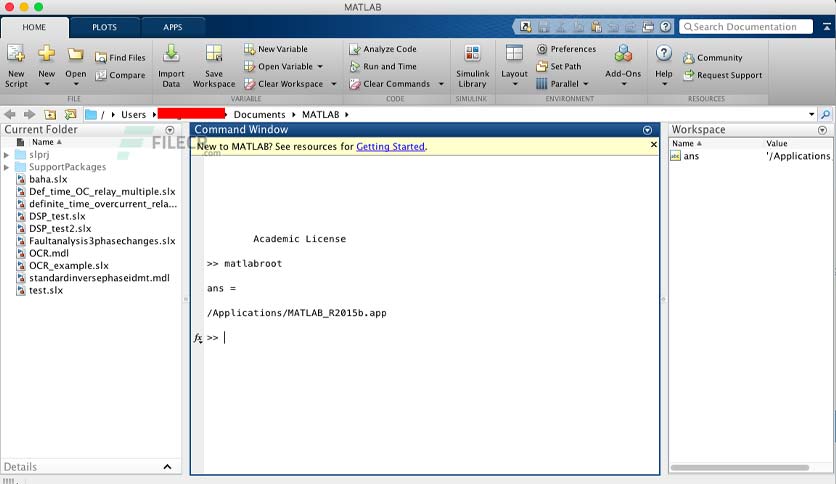 MATLAB
HOME PLOTS APPS
Search Documentation
New Script
New
Open
Find Files
Compare
FILE
Import Data
Save Workspace
New Variable
Open Variable
Clear Workspace
VARIABLE
Analyze Code
Run and Time
Clear Commands
CODE
Simulink Library
SIMULINK
Layout
Preferences
Set Path
Parallel
Add-Ons
ENVIRONMENT
Help
Community
Request Support
RESOURCES
/ Users Documents MATLAB
Current Folder
Name
slprj
SupportPackages
baha.slx
Def_time_OC_relay_multiple.slx
definite_time_overcurrent_rela...
DSP_test.slx
DSP_test2.slx
Faultanalysis3phasechanges.slx
OCR.mdl
OCR_example.slx
standardinversephaseidmt.mdl
test.slx
Details
FILECR
.com
Command Window
New to MATLAB? See resources for Getting Started.
Academic License
>> matlabroot
ans =
/Applications/MATLAB_R2015b.app
fx >>
Workspace
Name Value
abc ans '/Applications